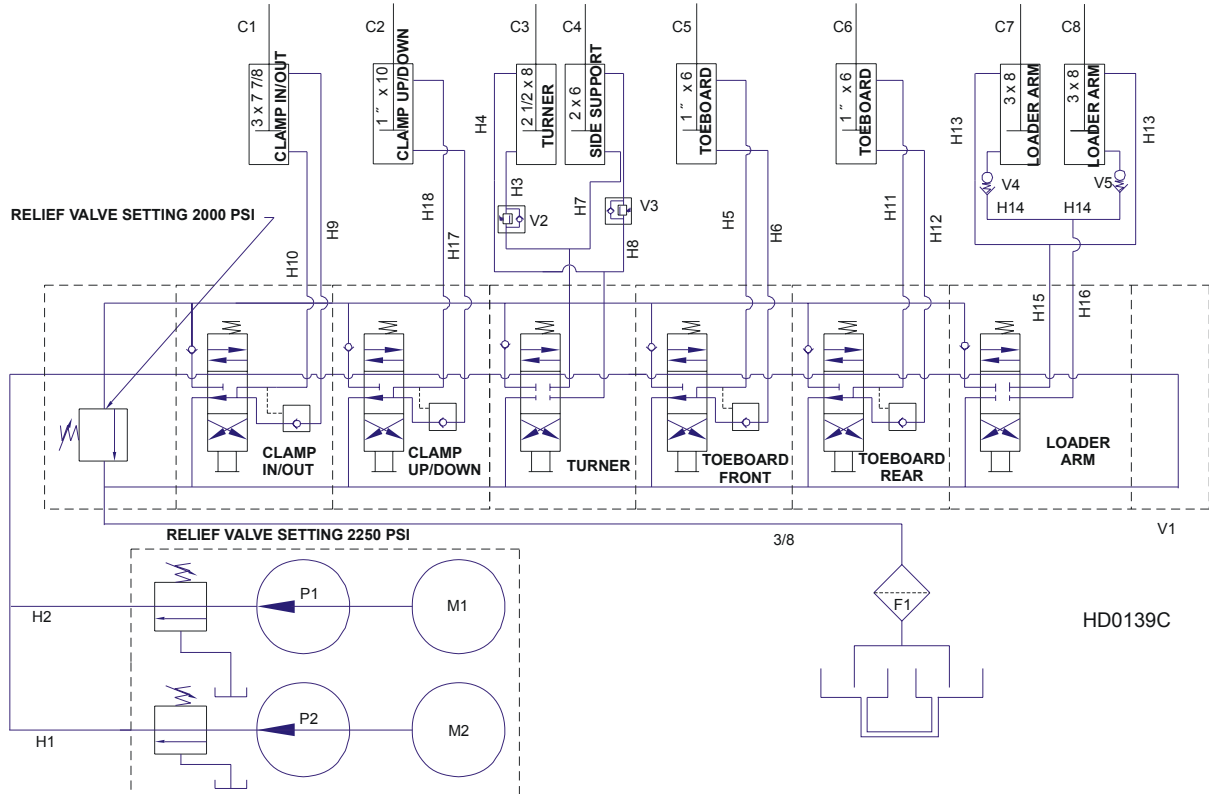 C1
C2
C3
C4
C5
C6
C7
C8
3 x 7 7/8
CLAMP IN/OUT
1 ˝ x 10
CLAMP UP/DOWN
2 1/2 x 8
TURNER
2 x 6
SIDE SUPPORT
1 ˝ x 6
TOEBOARD
1 ˝ x 6
TOEBOARD
3 x 8
LOADER ARM
3 x 8
LOADER ARM
H4
H13
H13
H3
V4
V5
RELIEF VALVE SETTING 2000 PSI
H18
V2
H7
V3
H5
H11
H14
H14
H9
H10
H17
H8
H6
H12
H15
H16
CLAMP
IN/OUT
CLAMP
UP/DOWN
TURNER
TOEBOARD
FRONT
TOEBOARD
REAR
LOADER
ARM
RELIEF VALVE SETTING 2250 PSI
3/8
V1
P1
M1
F1
H2
HD0139C
P2
M2
H1